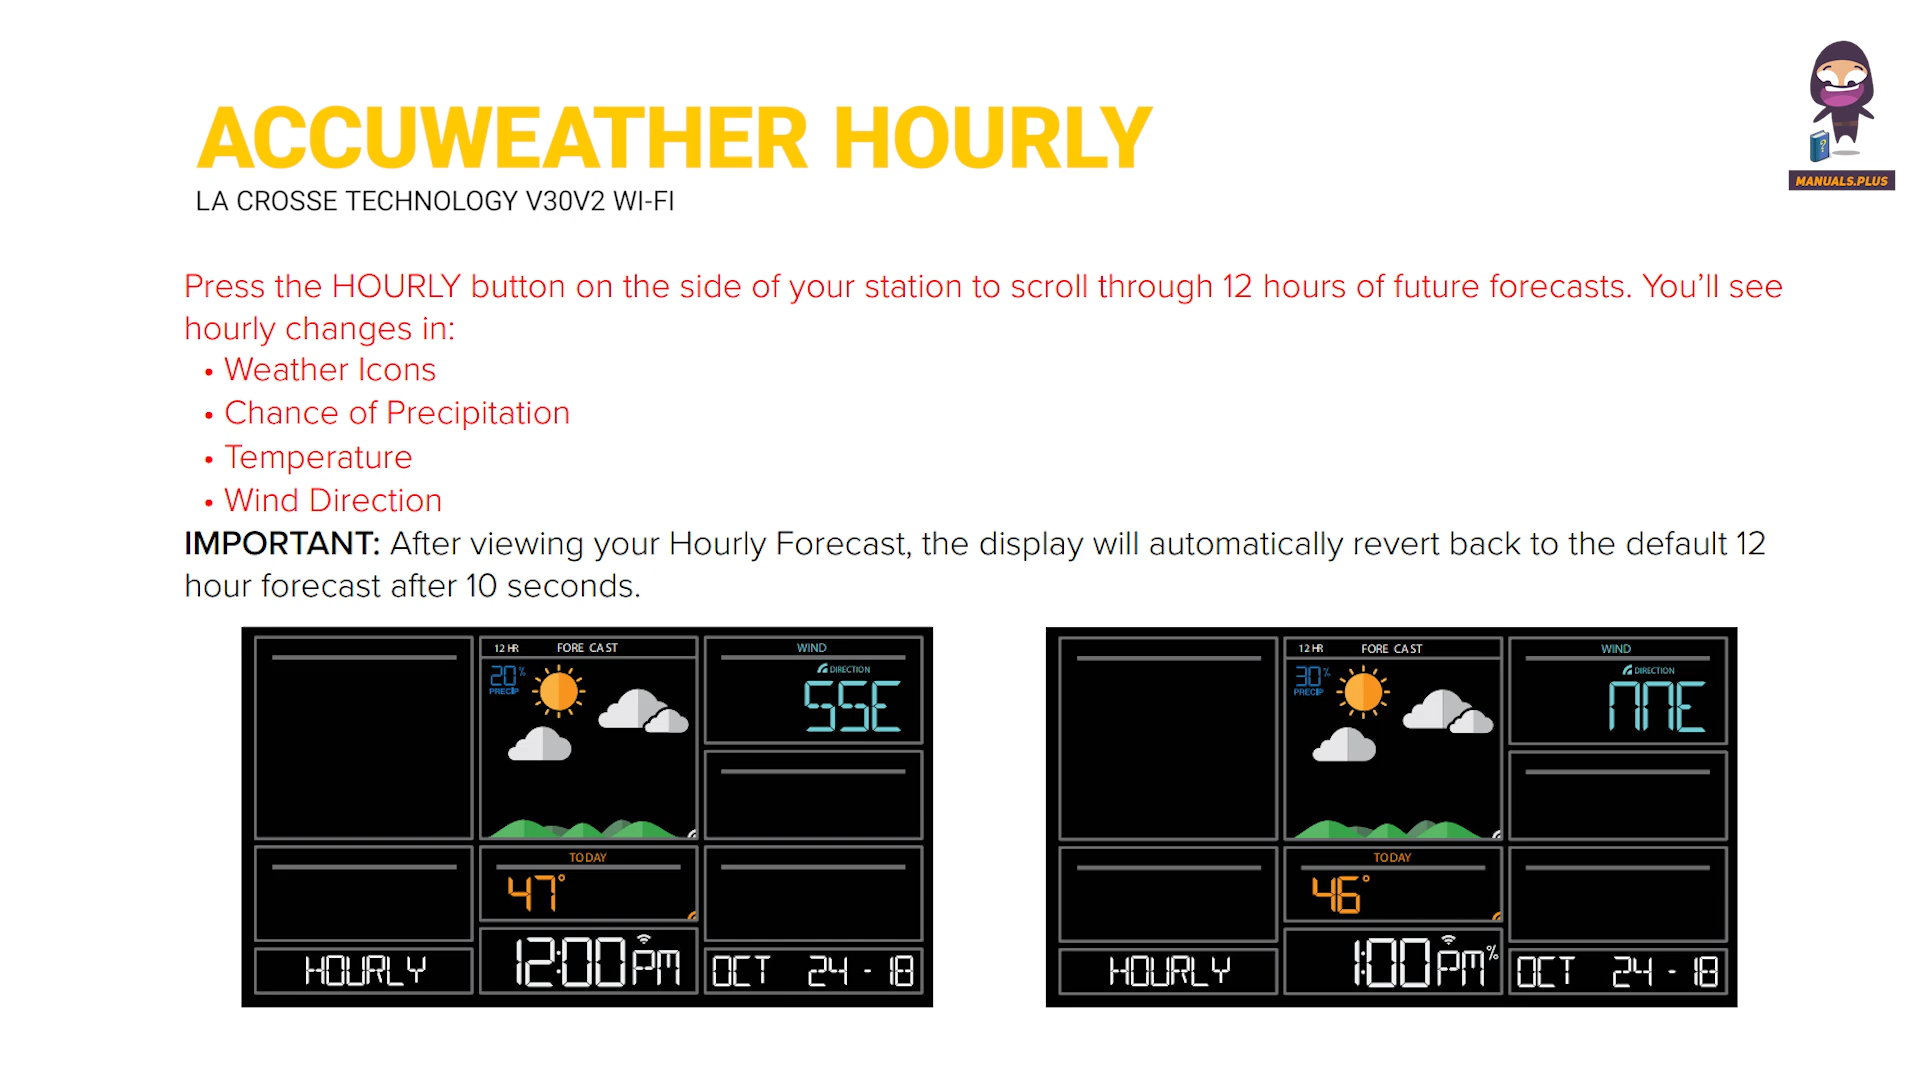 MANUALS.PLUS
ACCUWEATHER HOURLY
LA CROSSE TECHNOLOGY V30V2 WI-FI
Press the HOURLY button on the side of your station to scroll through 12 hours of future forecasts. You'll see
hourly changes in:
• Weather Icons
• Chance of Precipitation
• Temperature
• Wind Direction
IMPORTANT: After viewing your Hourly Forecast, the display will automatically revert back to the default 12
hour forecast after 10 seconds.
12 HR FORE CAST
20%
PRECIP
WIND
DIRECTION
SSE
TODAY
47°
HOURLY
12:00 PM
OCT 24 - 18
12 HR FORE CAST
30%
PRECIP
WIND
DIRECTION
NNE
TODAY
46°
HOURLY
1:00 PM %
OCT 24 - 18